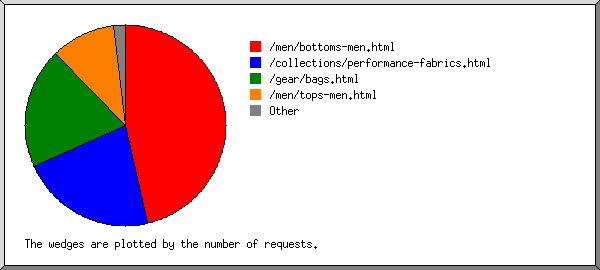 /men/bottoms-men.html
/collections/performance-fabrics.html
/gear/bags.html
/men/tops-men.html
Other
The wedges are plotted by the number of requests.